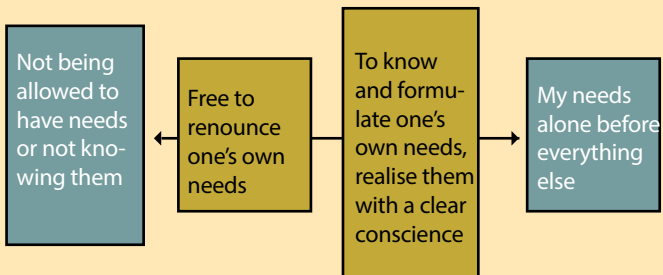 Not being
allowed to
have needs
or not kno-
wing them
Free to
renounce
one's own
needs
To know
and formu-
late one's
own needs,
realise them
with a clear
conscience
My needs
alone before
everything
else